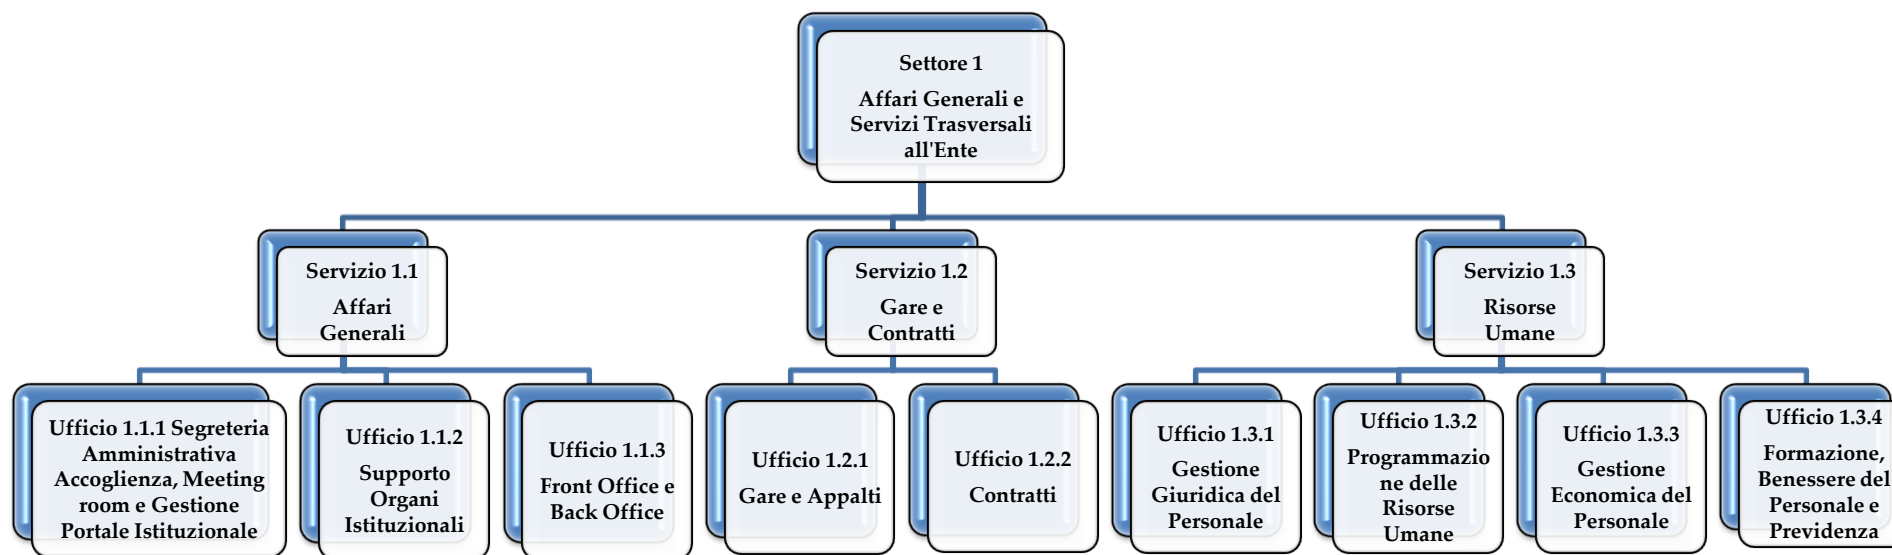 Settore 1
Affari Generali e
Servizi Trasversali
all'Ente
Servizio 1.1
Affari
Generali
Servizio 1.2
Gare e
Contratti
Servizio 1.3
Risorse
Umane
Ufficio 1.1.1 Segreteria
Amministrativa
Accoglienza, Meeting
room e Gestione
Portale Istituzionale
Ufficio 1.1.2
Supporto
Organi
Istituzionali
Ufficio 1.1.3
Front Office e
Back Office
Ufficio 1.2.1
Gare e Appalti
Ufficio 1.2.2
Contratti
Ufficio 1.3.1
Gestione
Giuridica del
Personale
Ufficio 1.3.2
Programmazio
ne delle
Risorse
Umane
Ufficio 1.3.3
Gestione
Economica del
Personale
Ufficio 1.3.4
Formazione,
Benessere del
Personale e
Previdenza